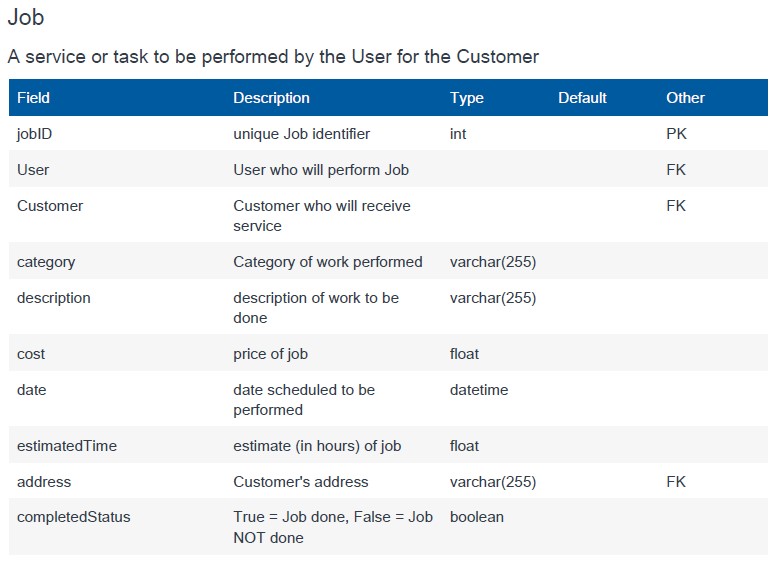 Job
A service or task to be performed by the User for the Customer
Field Description Type Default Other
jobID unique Job identifier int PK
User User who will perform Job FK
Customer Customer who will receive FK
service
category Category of work performed varchar(255)
description description of work to be varchar(255)
done
cost price of job float
date date scheduled to be datetime
performed
estimatedTime estimate (in hours) of job float
address Customer's address varchar(255) FK
completedStatus True = Job done, False = Job boolean
NOT done